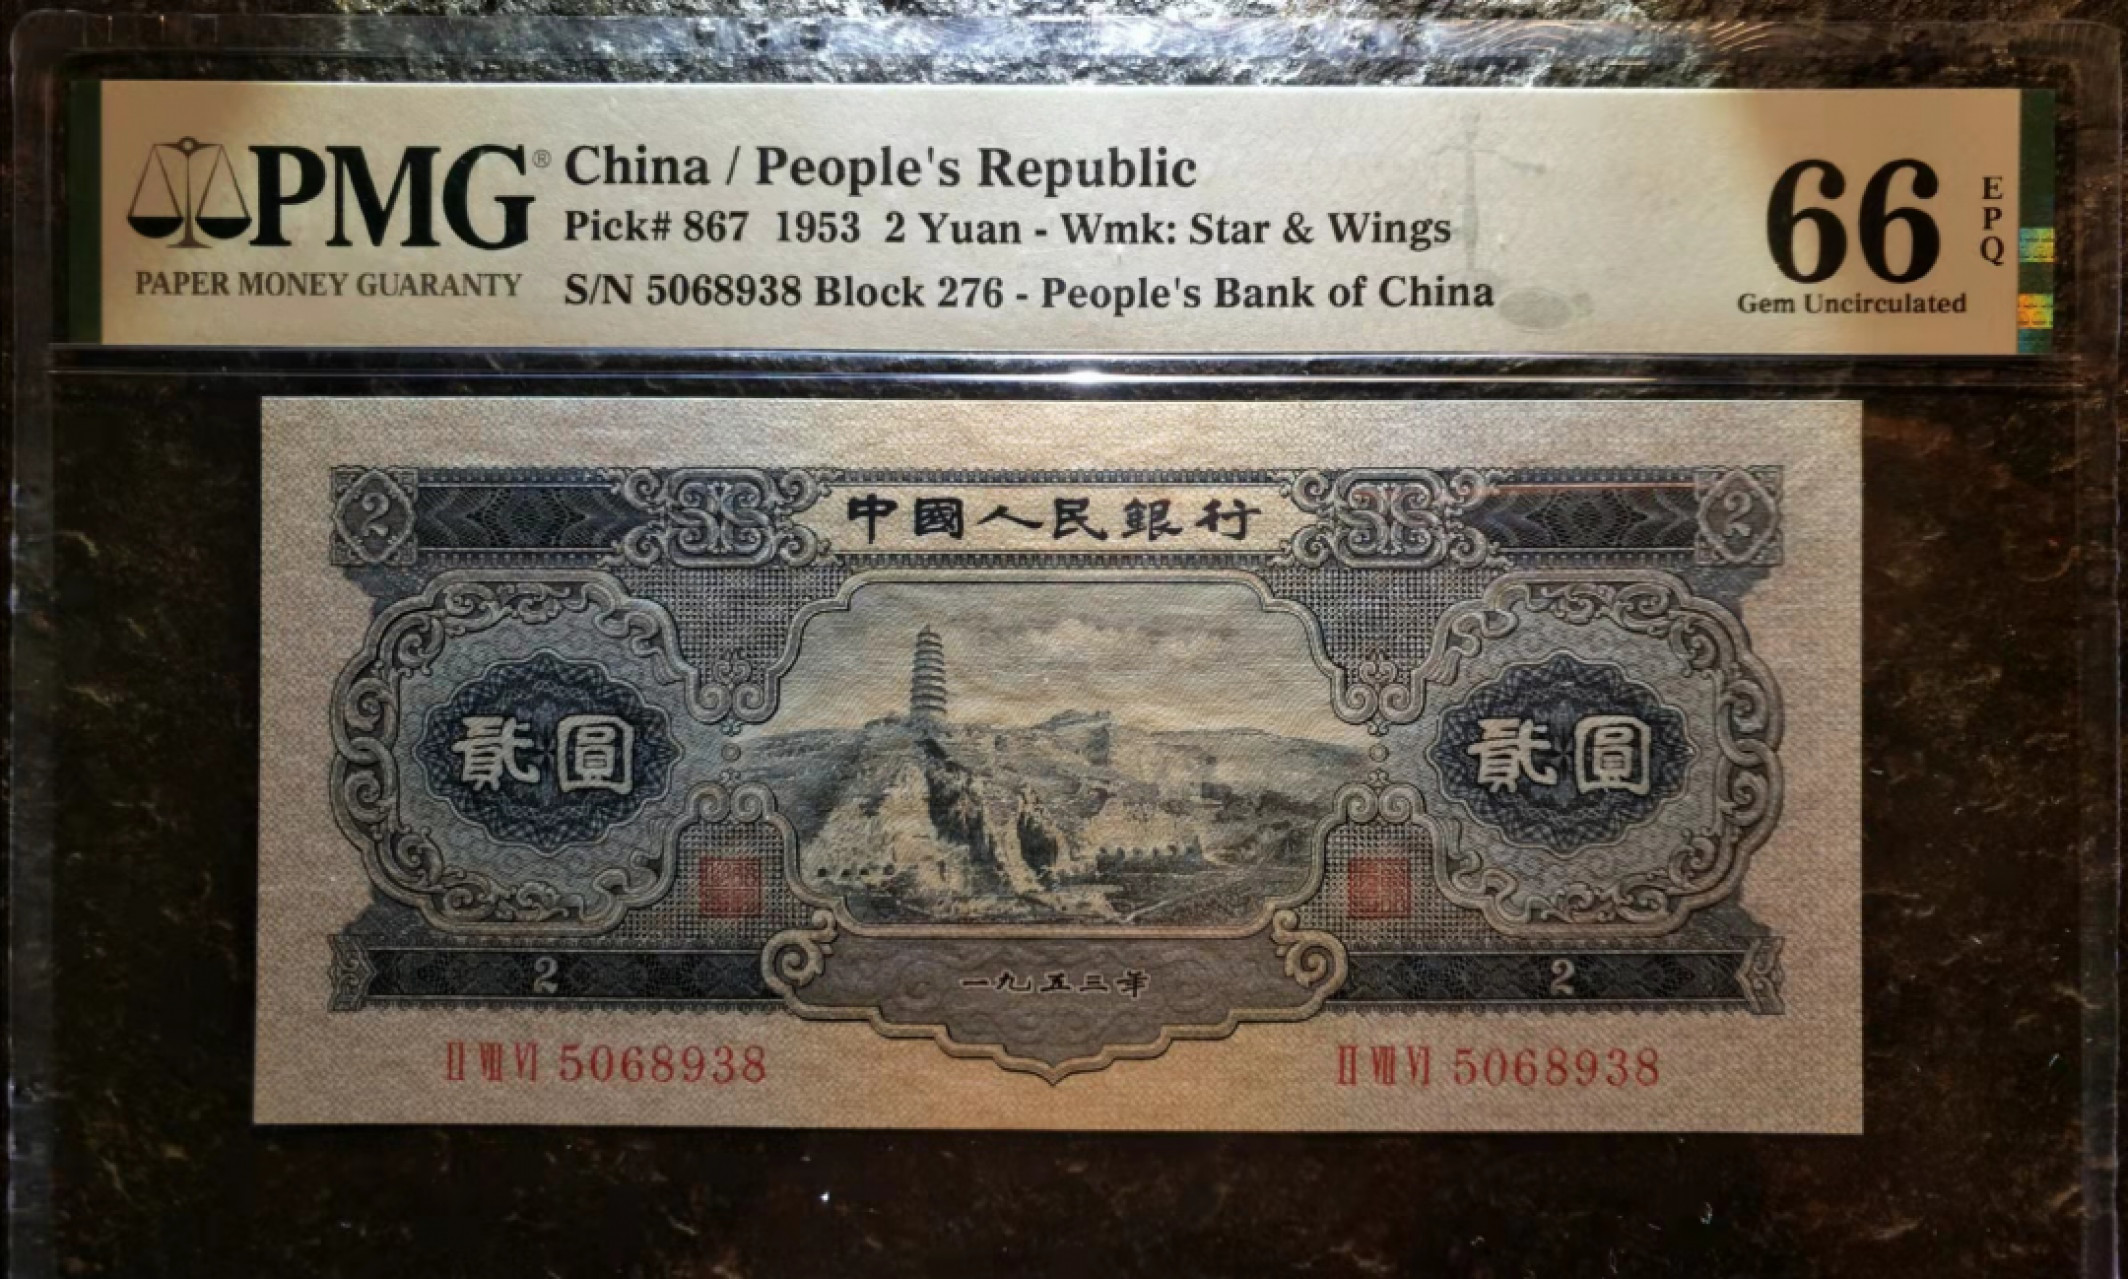 PMG®
PAPER MONEY GUARANTY
China / People's Republic
Pick# 867 1953 2 Yuan - Wmk: Star & Wings
S/N 5068938 Block 276 - People's Bank of China
66
EPQ
Gem Uncirculated
2 中國人民銀行 2
貳圓 貳圓
2 一九五三年 2
II VIII VI 5068938 II VIII VI 5068938